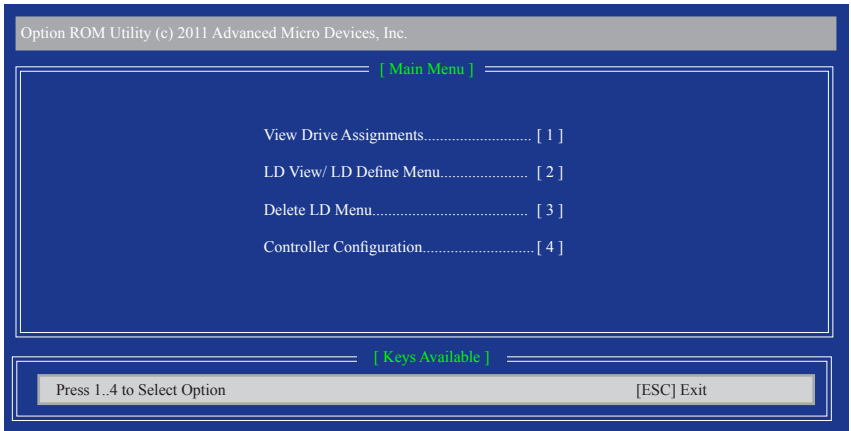 Option ROM Utility (c) 2011 Advanced Micro Devices, Inc.
[ Main Menu ]
View Drive Assignments........................... [ 1 ]
LD View/ LD Define Menu...................... [ 2 ]
Delete LD Menu....................................... [ 3 ]
Controller Configuration............................[ 4 ]
[ Keys Available ]
Press 1..4 to Select Option [ESC] Exit